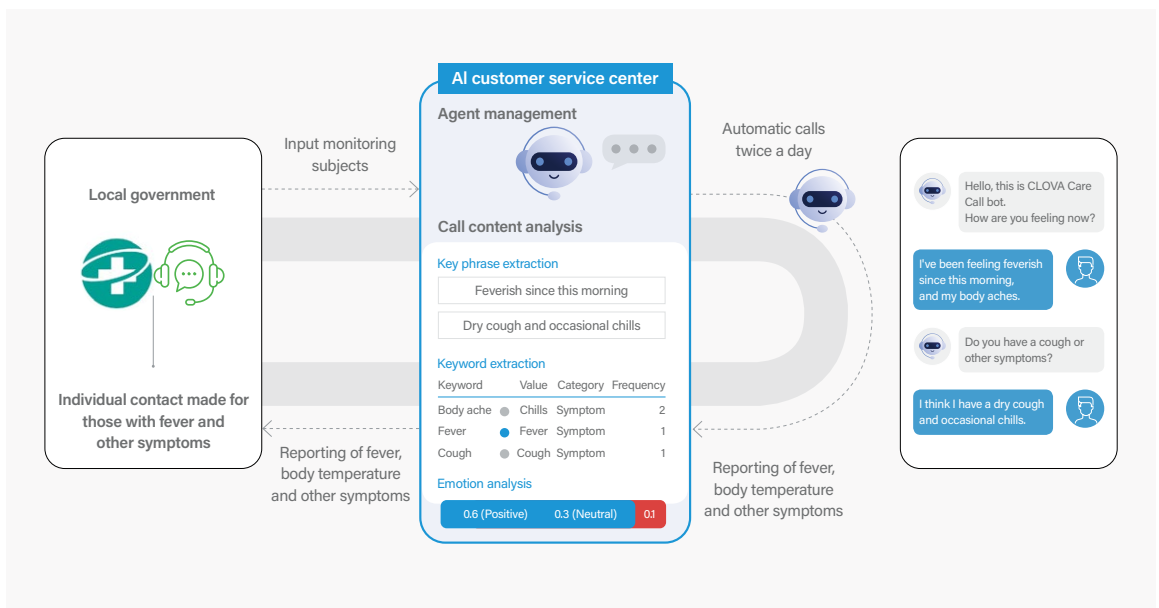 AI customer service center
Agent management
Input monitoring
subjects
Automatic calls
twice a day
Local government
Individual contact made for
those with fever and
other symptoms
Reporting of fever,
body temperature
and other symptoms
Call content analysis
Key phrase extraction
Feverish since this morning
Dry cough and occasional chills
Keyword extraction
Keyword Value Category Frequency
Body ache Chills Symptom 2
Fever Fever Symptom 1
Cough Cough Symptom 1
Emotion analysis
0.6 (Positive) 0.3 (Neutral) 0.1
Reporting of fever,
body temperature
and other symptoms
Hello, this is CLOVA Care
Call bot.
How are you feeling now?
I've been feeling feverish
since this morning,
and my body aches.
Do you have a cough or
other symptoms?
I think I have a dry cough
and occasional chills.